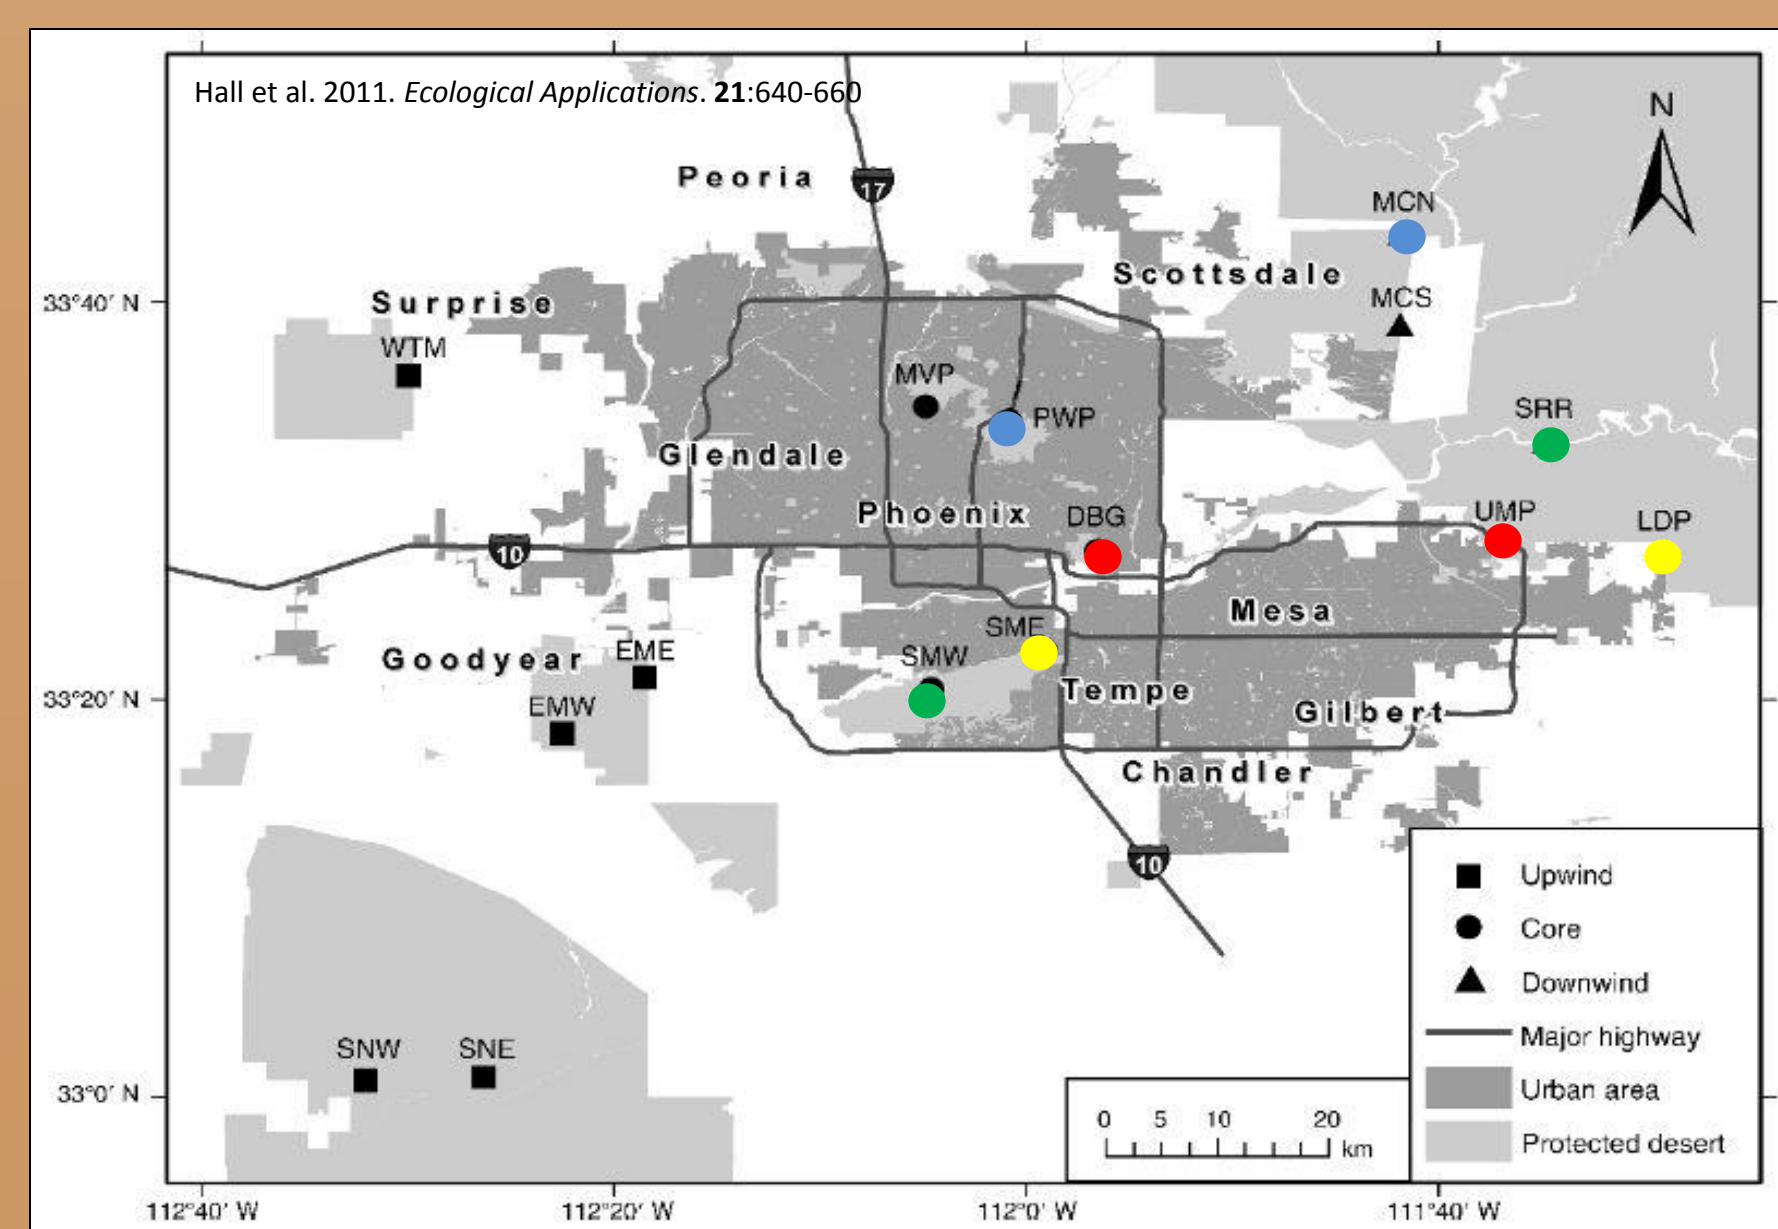 Hall et al. 2011. Ecological Applications. 21:640-660
N
Peoria
17
MCN
Scottsdale
MCS
33°40′ N
Surprise
WTM
MVP
PWP
SRR
Glendale
Phoenix
DBG
UMP
LDP
10
Mesa
SME
Goodyear
EME
SMW
33°20′ N
EMW
Tempe
Gilbert
Chandler
10
Upwind
Core
Downwind
Major highway
Urban area
Protected desert
SNW
SNE
33°0′ N
0 5 10 20
km
112°40′ W
112°20′ W
112°0′ W
111°40′ W